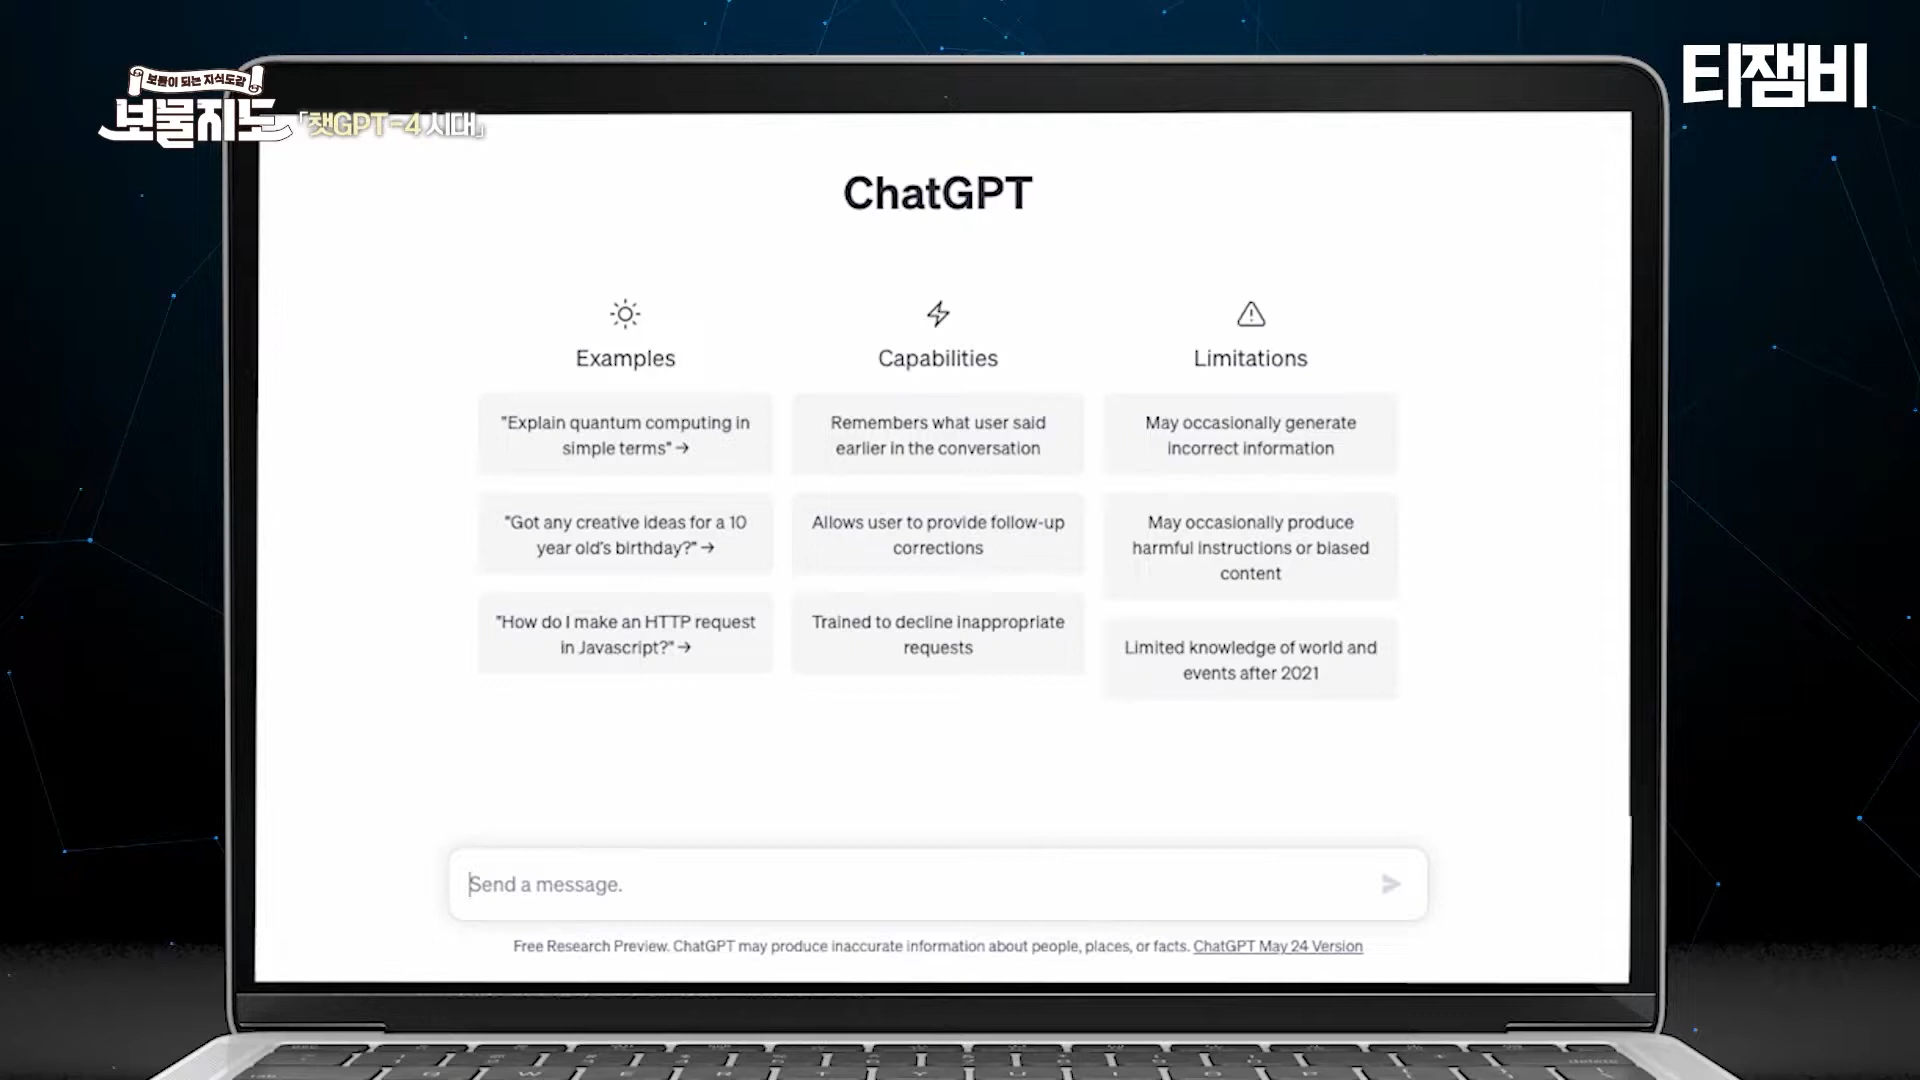 보물이 되는 지식도감
보물지도
「챗GPT-4 시대」
티잼비
ChatGPT
Examples
"Explain quantum computing in
simple terms" →
"Got any creative ideas for a 10
year old's birthday?" →
"How do I make an HTTP request
in Javascript?" →
Capabilities
Remembers what user said
earlier in the conversation
Allows user to provide follow-up
corrections
Trained to decline inappropriate
requests
Limitations
May occasionally generate
incorrect information
May occasionally produce
harmful instructions or biased
content
Limited knowledge of world and
events after 2021
Send a message.
Free Research Preview. ChatGPT may produce inaccurate information about people, places, or facts. ChatGPT May 24 Version